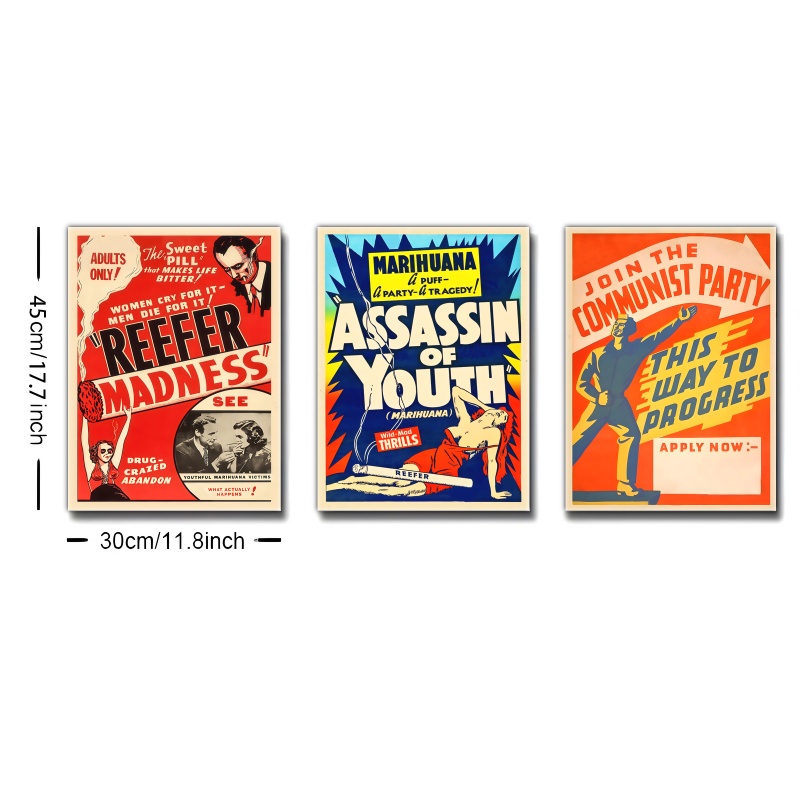 45cm/17.7inch
30cm/11.8inch
ADULTS
ONLY!
The Sweet
'PILL'
that MAKES LIFE
BITTER!
WOMEN CRY FOR IT-
MEN DIE FOR IT!
"REEFER
MADNESS"
SEE
DRUG-
CRAZED
ABANDON
YOUTHFUL MARIHUANA VICTIMS
WHAT ACTUALLY
HAPPENS!
MARIHUANA
A PUFF-
A PARTY-A TRAGEDY!
"ASSASSIN
OF
YOUTH"
(MARIHUANA)
Wild-Mad
THRILLS
REEFER
JOIN THE
COMMUNIST PARTY
THIS
WAY TO
PROGRESS
APPLY NOW:-